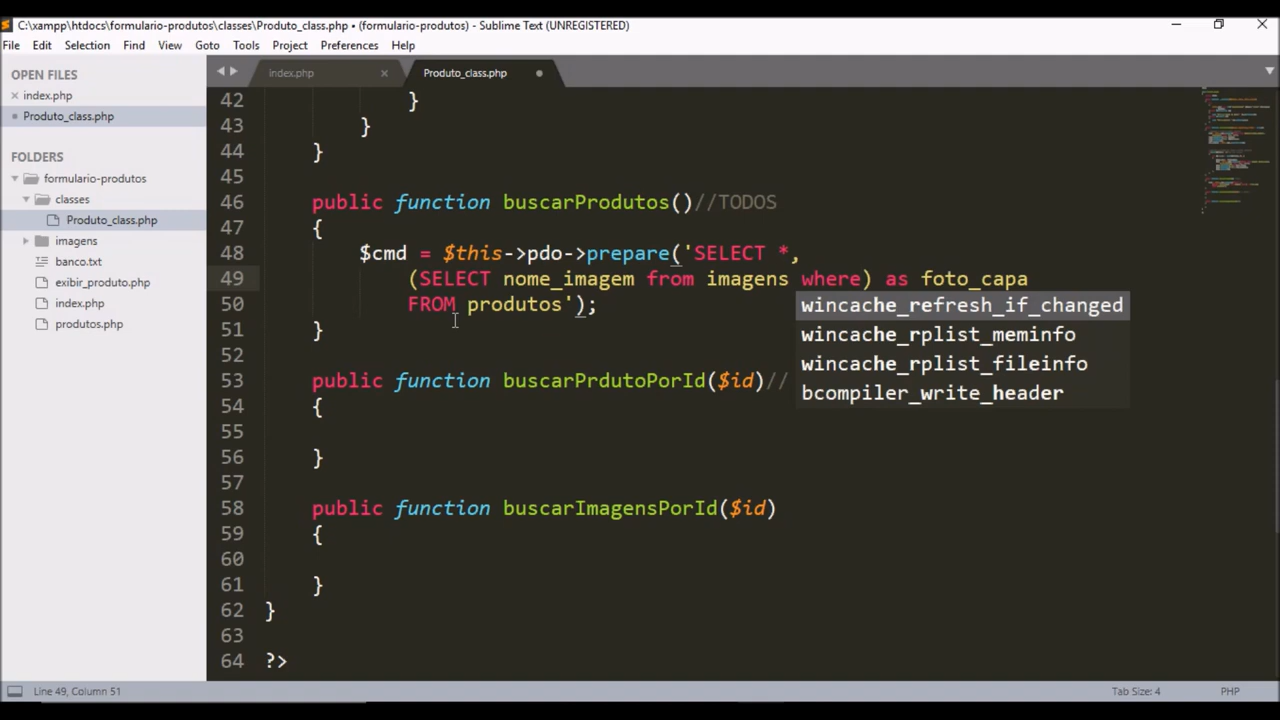 C:\xampp\htdocs\formulario-produtos\classes\Produto_class.php • (formulario-produtos) - Sublime Text (UNREGISTERED)
File Edit Selection Find View Goto Tools Project Preferences Help
OPEN FILES
index.php
Produto_class.php
FOLDERS
formulario-produtos
classes
Produto_class.php
imagens
banco.txt
exibir_produto.php
index.php
produtos.php
index.php Produto_class.php
42 }
43 }
44 }
45
46 public function buscarProdutos()//TODOS
47 {
48 $cmd = $this->pdo->prepare('SELECT *,
49 (SELECT nome_imagem from imagens where) as foto_capa
50 FROM produtos');
51 }
52
53 public function buscarPrdutoPorId($id)//
54 {
55
56 }
57
58 public function buscarImagensPorId($id)
59 {
60
61 }
62 }
63
64 ?>
wincache_refresh_if_changed
wincache_rplist_meminfo
wincache_rplist_fileinfo
bcompiler_write_header
Line 49, Column 51
Tab Size: 4
PHP